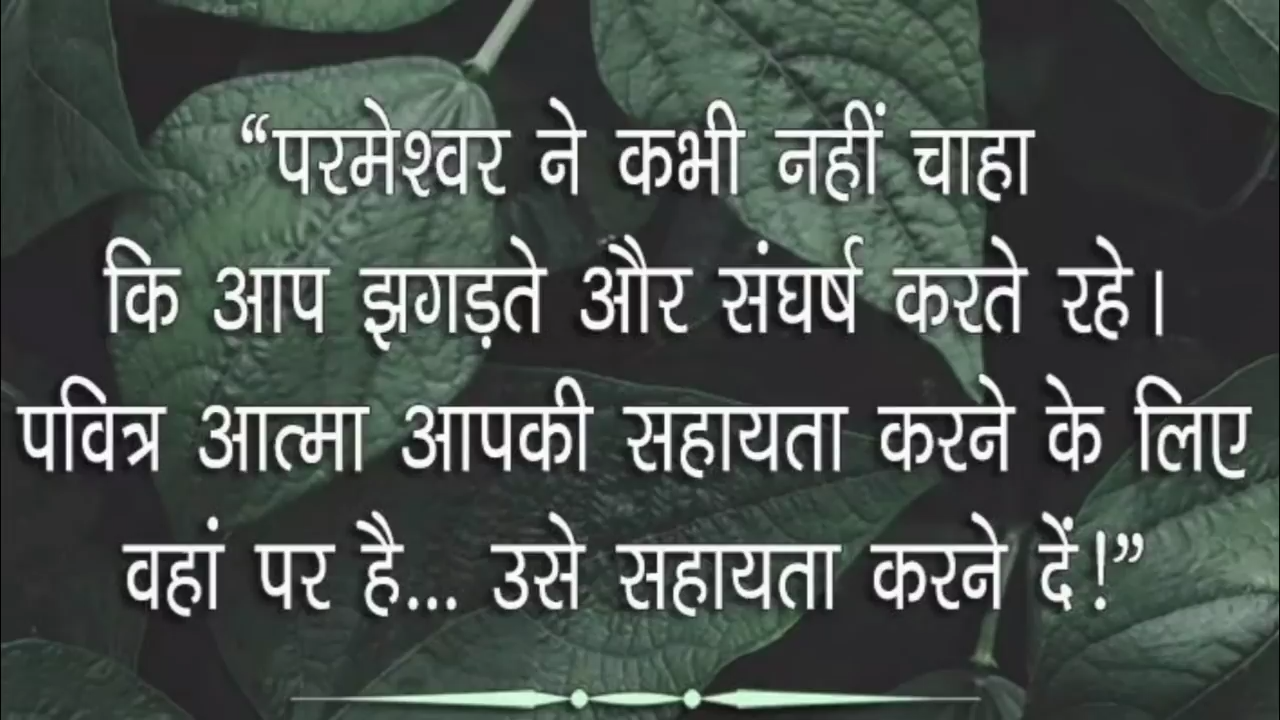 “परमेश्वर ने कभी नहीं चाहा
कि आप झगड़ते और संघर्ष करते रहे।
पवित्र आत्मा आपकी सहायता करने के लिए
वहां पर है... उसे सहायता करने दें!”